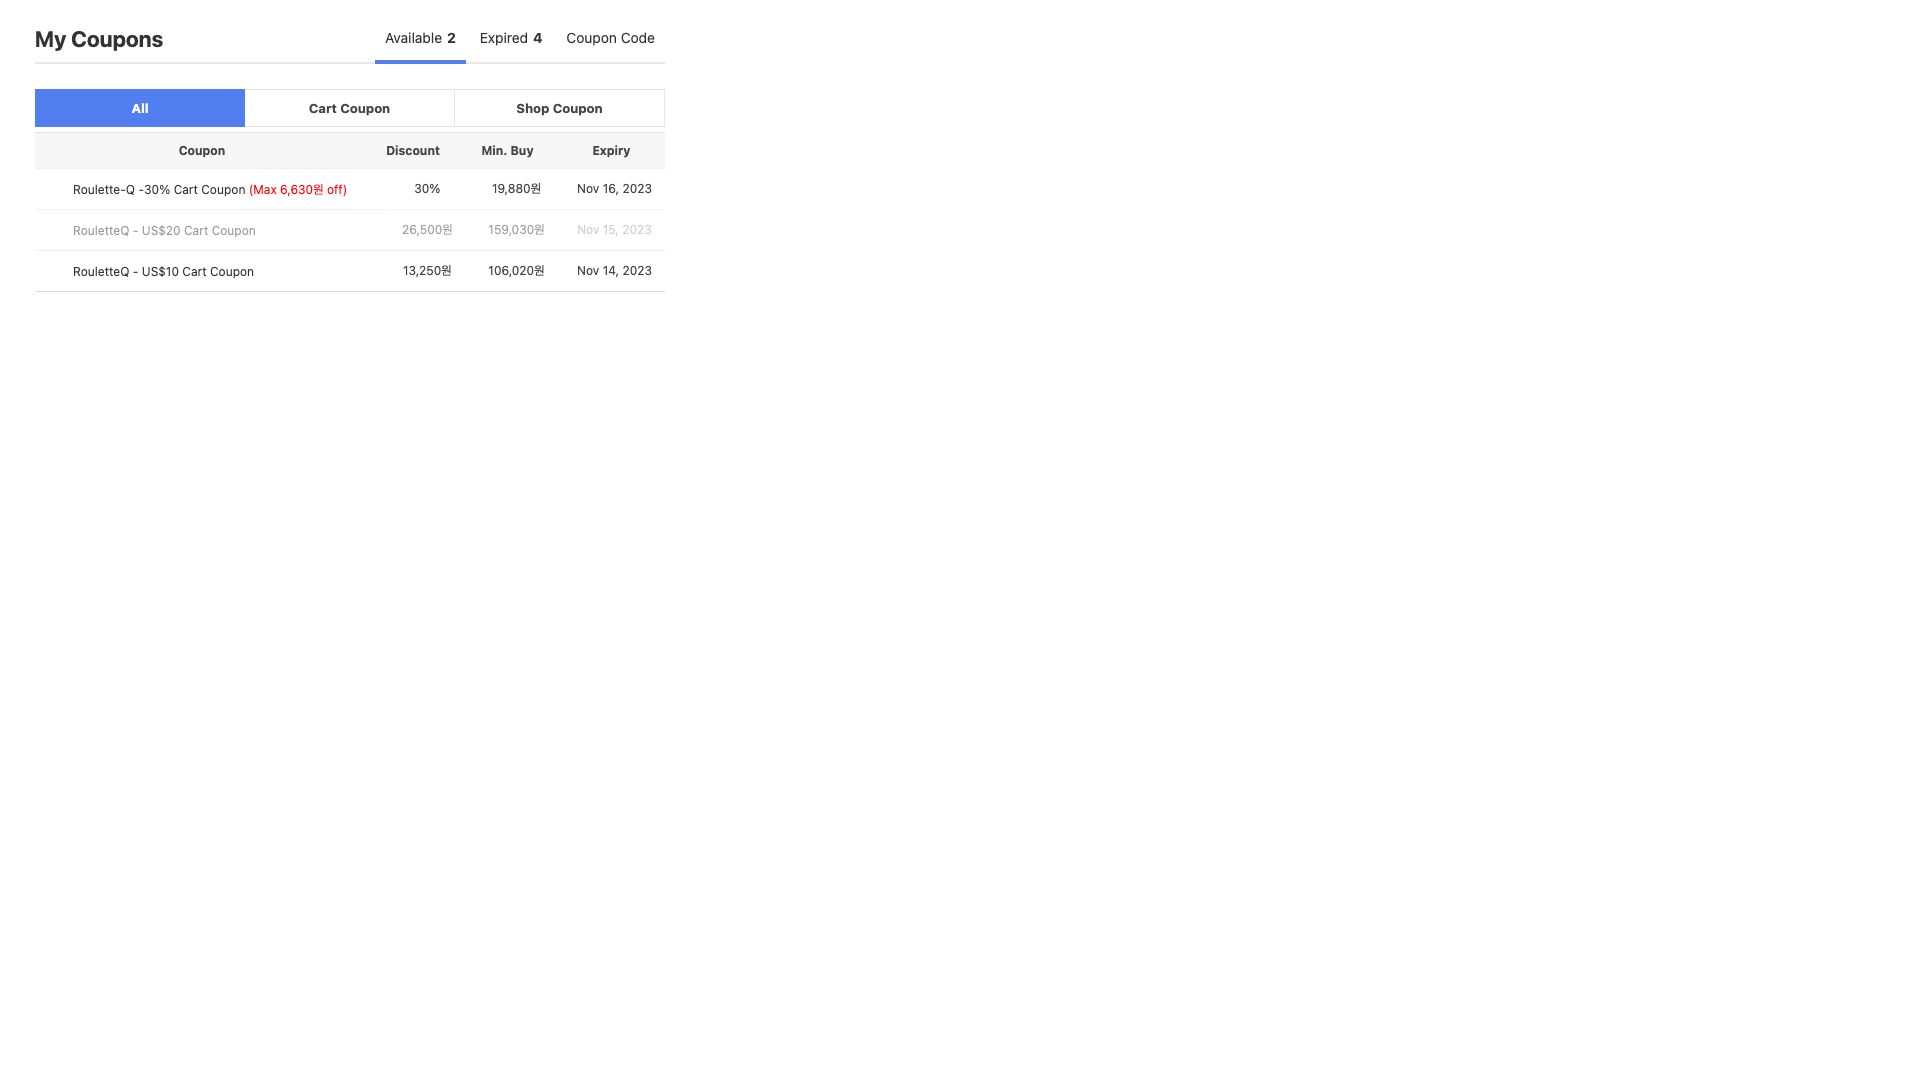 My Coupons
Available 2 Expired 4 Coupon Code
All Cart Coupon Shop Coupon
Coupon Discount Min. Buy Expiry
Roulette-Q -30% Cart Coupon (Max 6,630원 off) 30% 19,880원 Nov 16, 2023
RouletteQ - US$20 Cart Coupon 26,500원 159,030원 Nov 15, 2023
RouletteQ - US$10 Cart Coupon 13,250원 106,020원 Nov 14, 2023